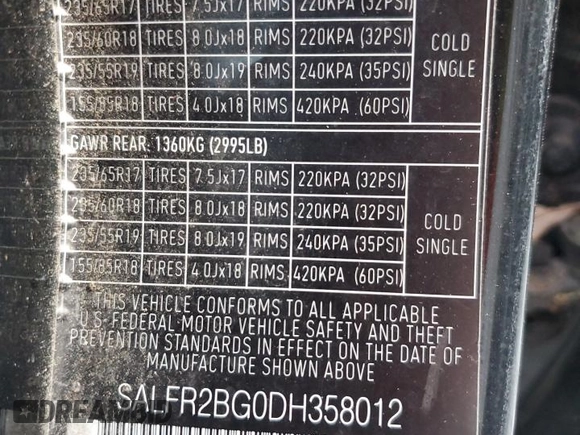 235/65R17 TIRES 7.5Jx17 RIMS 220KPA (32PSI)
235/60R18 TIRES 8.0Jx18 RIMS 220KPA (32PSI)
235/55R19 TIRES 8.0Jx19 RIMS 240KPA (35PSI)
155/85R18 TIRES 4.0Jx18 RIMS 420KPA (60PSI)
COLD
SINGLE
GAWR REAR: 1360KG (2995LB)
235/65R17 TIRES 7.5Jx17 RIMS 220KPA (32PSI)
235/60R18 TIRES 8.0Jx18 RIMS 220KPA (32PSI)
235/55R19 TIRES 8.0Jx19 RIMS 240KPA (35PSI)
155/85R18 TIRES 4.0Jx18 RIMS 420KPA (60PSI)
COLD
SINGLE
THIS VEHICLE CONFORMS TO ALL APPLICABLE
U.S-FEDERAL MOTOR VEHICLE SAFETY AND THEFT
PREVENTION STANDARDS IN EFFECT ON THE DATE OF
MANUFACTURE SHOWN ABOVE
SALFR2BG0DH358012